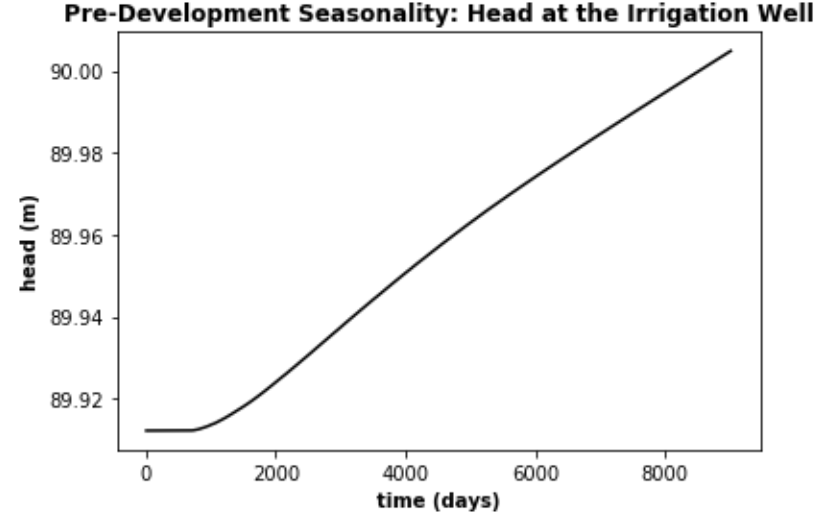 Pre-Development Seasonality: Head at the Irrigation Well
90.00
89.98
89.96
89.94
89.92
head (m)
0 2000 4000 6000 8000
time (days)